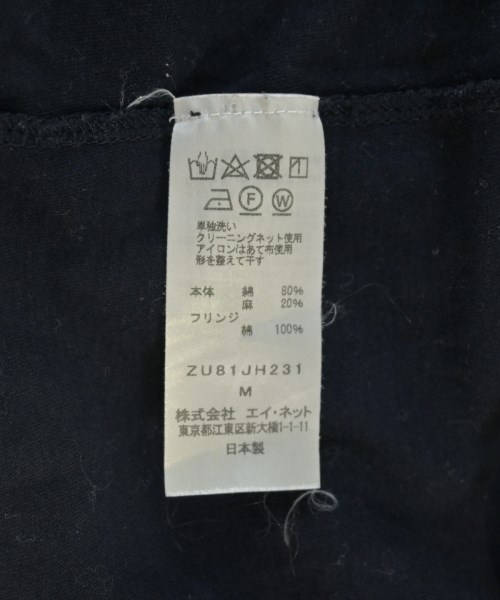 F W
単独洗い
クリーニングネット使用
アイロンはあて布使用
形を整えて干す
本体 綿 80%
麻 20%
フリンジ
綿 100%
ZU81JH231
M
株式会社 エイ・ネット
東京都江東区新大橋1-1-11
日本製